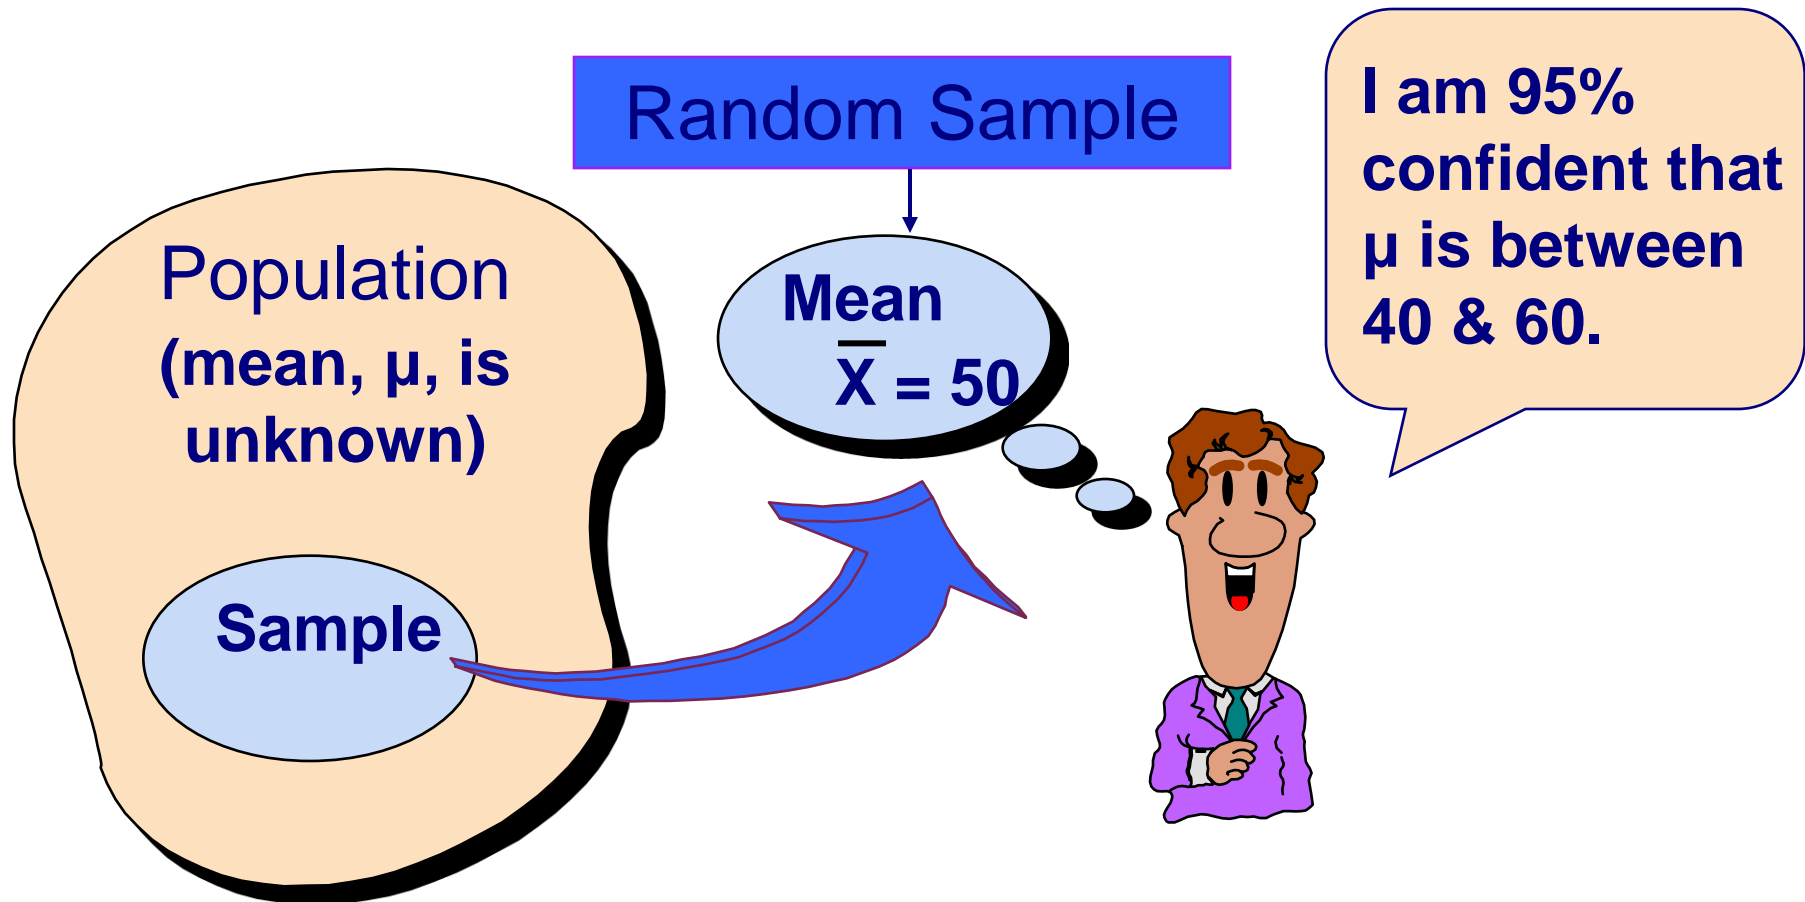 Random Sample
I am 95%
confident that
μ is between
40 & 60.
Population
(mean, μ, is
unknown)
Mean
X̅ = 50
Sample